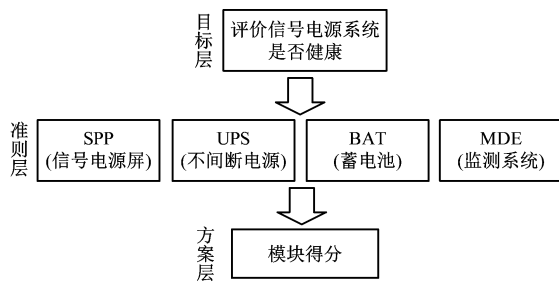 目标层
评价信号电源系统
是否健康
准则层
SPP
(信号电源屏)
UPS
(不间断电源)
BAT
(蓄电池)
MDE
(监测系统)
方案层
模块得分